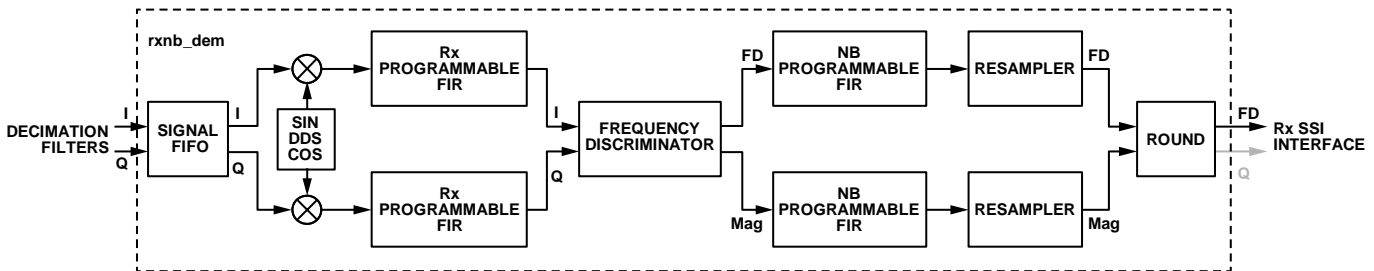 rxnb_dem
DECIMATION
FILTERS
I
Q
SIGNAL
FIFO
I
Q
SIN
DDS
COS
Rx
PROGRAMMABLE
FIR
Rx
PROGRAMMABLE
FIR
I
Q
FREQUENCY
DISCRIMINATOR
FD
Mag
NB
PROGRAMMABLE
FIR
NB
PROGRAMMABLE
FIR
RESAMPLER
RESAMPLER
FD
Mag
ROUND
FD
Q
Rx SSI
INTERFACE